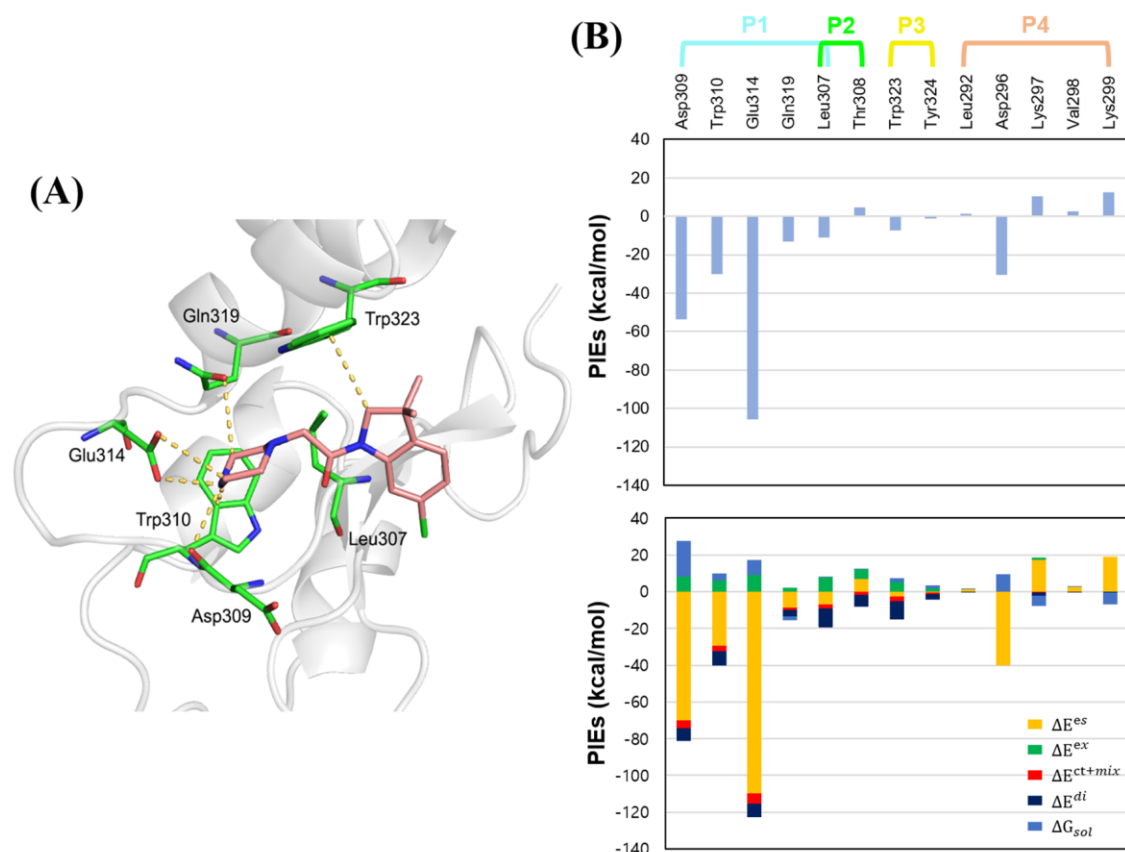 (A)
Gln319
Trp323
Glu314
Trp310
Leu307
Asp309
(B)
P1 P2 P3 P4
Asp309 Trp310 Glu314 Gln319 Leu307 Thr308 Trp323 Tyr324 Leu292 Asp296 Lys297 Val298 Lys299
PIEs (kcal/mol)
40
20
0
-20
-40
-60
-80
-100
-120
-140
PIEs (kcal/mol)
40
20
0
-20
-40
-60
-80
-100
-120
-140
ΔE^es
ΔE^ex
ΔE^ct+mix
ΔE^di
ΔG_sol